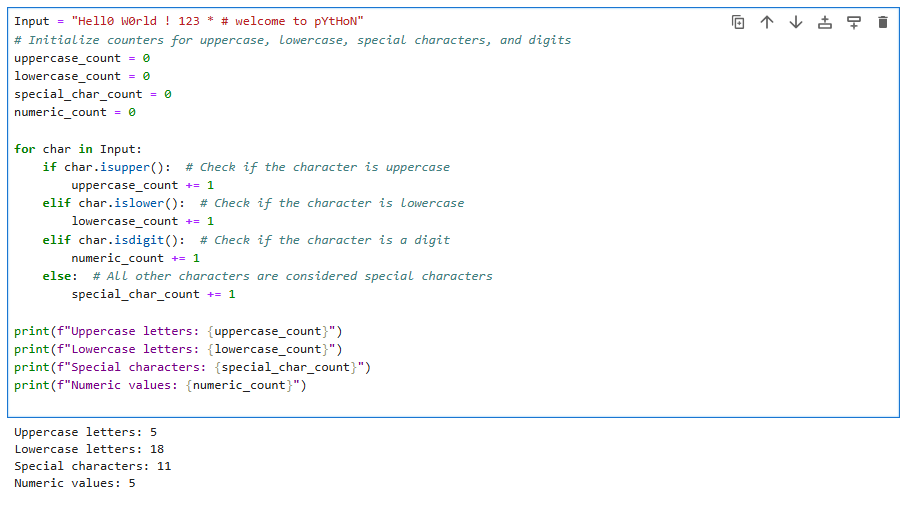 Input = "Hell0 W0rld ! 123 * # welcome to pYtHoN"
# Initialize counters for uppercase, lowercase, special characters, and digits
uppercase_count = 0
lowercase_count = 0
special_char_count = 0
numeric_count = 0

for char in Input:
    if char.isupper():  # Check if the character is uppercase
        uppercase_count += 1
    elif char.islower():  # Check if the character is lowercase
        lowercase_count += 1
    elif char.isdigit():  # Check if the character is a digit
        numeric_count += 1
    else:  # All other characters are considered special characters
        special_char_count += 1

print(f"Uppercase letters: {uppercase_count}")
print(f"Lowercase letters: {lowercase_count}")
print(f"Special characters: {special_char_count}")
print(f"Numeric values: {numeric_count}")

Uppercase letters: 5
Lowercase letters: 18
Special characters: 11
Numeric values: 5